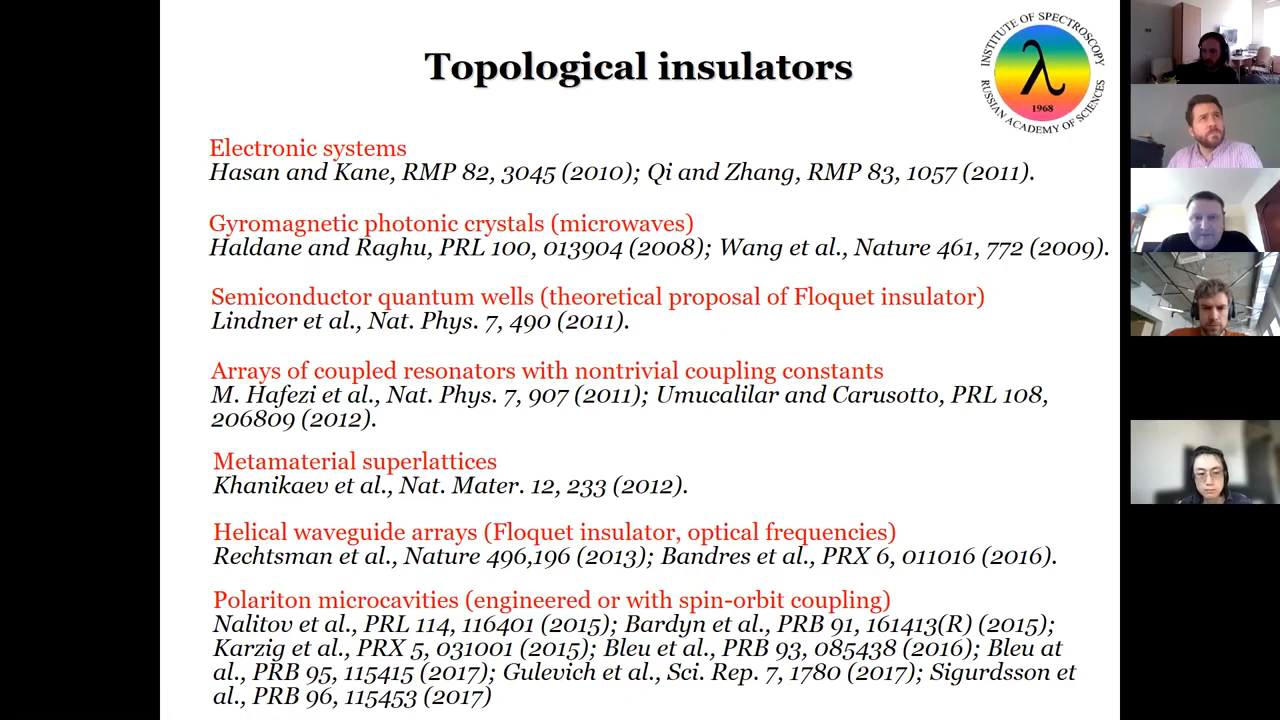 Topological insulators
INSTITUTE OF SPECTROSCOPY
RUSSIAN ACADEMY OF SCIENCES
λ
1968
Electronic systems
Hasan and Kane, RMP 82, 3045 (2010); Qi and Zhang, RMP 83, 1057 (2011).
Gyromagnetic photonic crystals (microwaves)
Haldane and Raghu, PRL 100, 013904 (2008); Wang et al., Nature 461, 772 (2009).
Semiconductor quantum wells (theoretical proposal of Floquet insulator)
Lindner et al., Nat. Phys. 7, 490 (2011).
Arrays of coupled resonators with nontrivial coupling constants
M. Hafezi et al., Nat. Phys. 7, 907 (2011); Umucalilar and Carusotto, PRL 108,
206809 (2012).
Metamaterial superlattices
Khanikaev et al., Nat. Mater. 12, 233 (2012).
Helical waveguide arrays (Floquet insulator, optical frequencies)
Rechtsman et al., Nature 496,196 (2013); Bandres et al., PRX 6, 011016 (2016).
Polariton microcavities (engineered or with spin-orbit coupling)
Nalitov et al., PRL 114, 116401 (2015); Bardyn et al., PRB 91, 161413(R) (2015);
Karzig et al., PRX 5, 031001 (2015); Bleu et al., PRB 93, 085438 (2016); Bleu at
al., PRB 95, 115415 (2017); Gulevich et al., Sci. Rep. 7, 1780 (2017); Sigurdsson et
al., PRB 96, 115453 (2017)